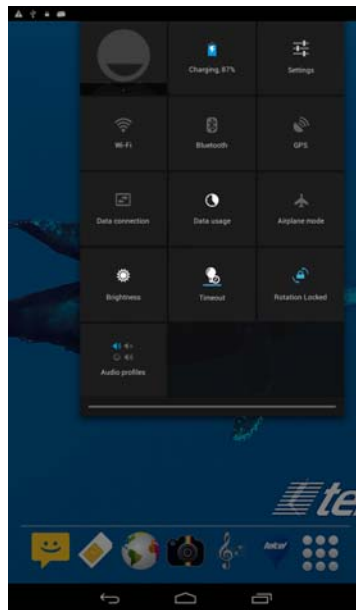 Charging, 87%
Settings
Wi-Fi
Bluetooth
GPS
Data connection
Data usage
Airplane mode
Brightness
Timeout
Rotation Locked
Audio profiles
telcel